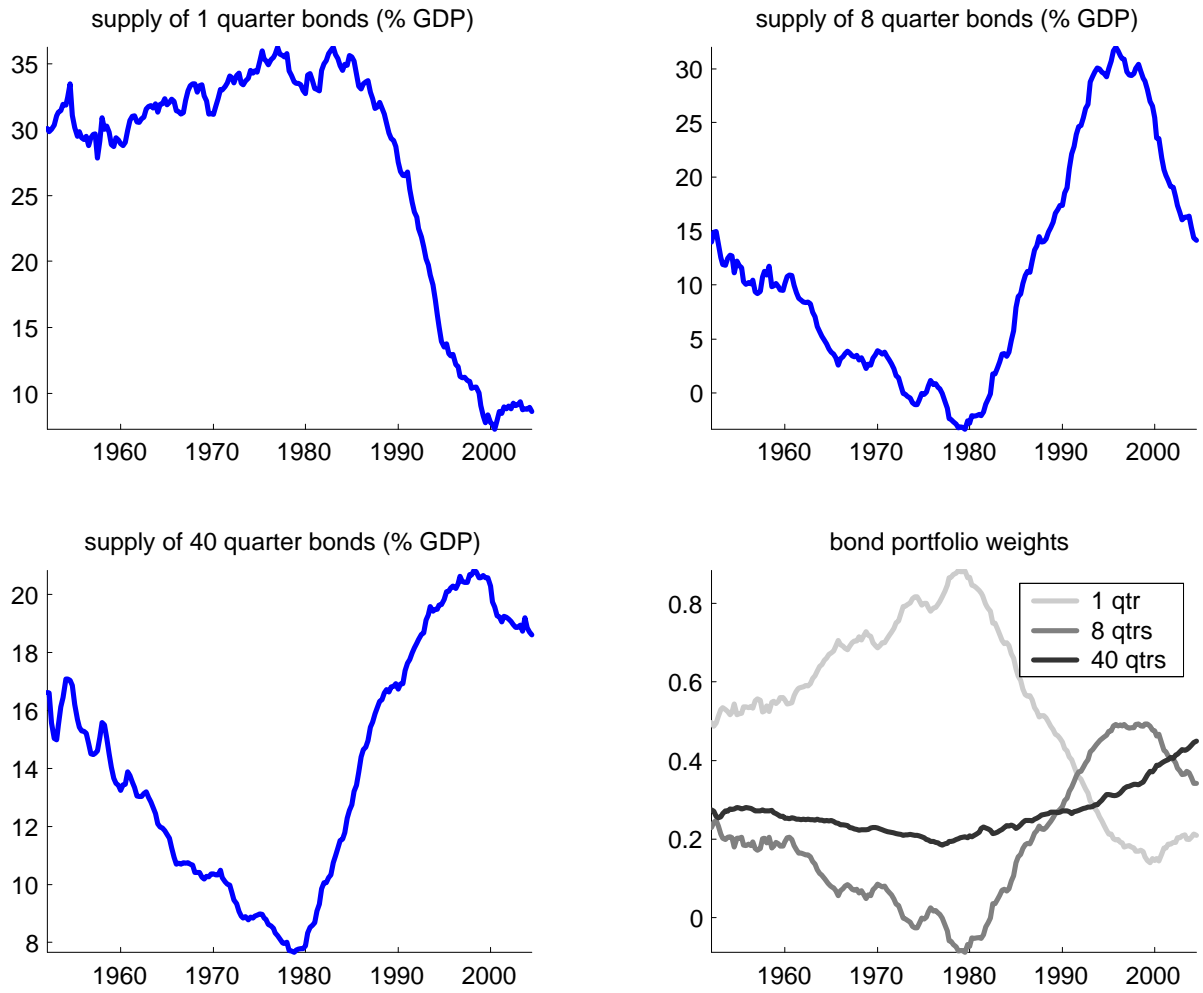 supply of 1 quarter bonds (% GDP)
35
30
25
20
15
10
1960 1970 1980 1990 2000
supply of 8 quarter bonds (% GDP)
30
25
20
15
10
5
0
1960 1970 1980 1990 2000
supply of 40 quarter bonds (% GDP)
20
18
16
14
12
10
8
1960 1970 1980 1990 2000
bond portfolio weights
0.8
0.6
0.4
0.2
0
1 qtr
8 qtrs
40 qtrs
1960 1970 1980 1990 2000